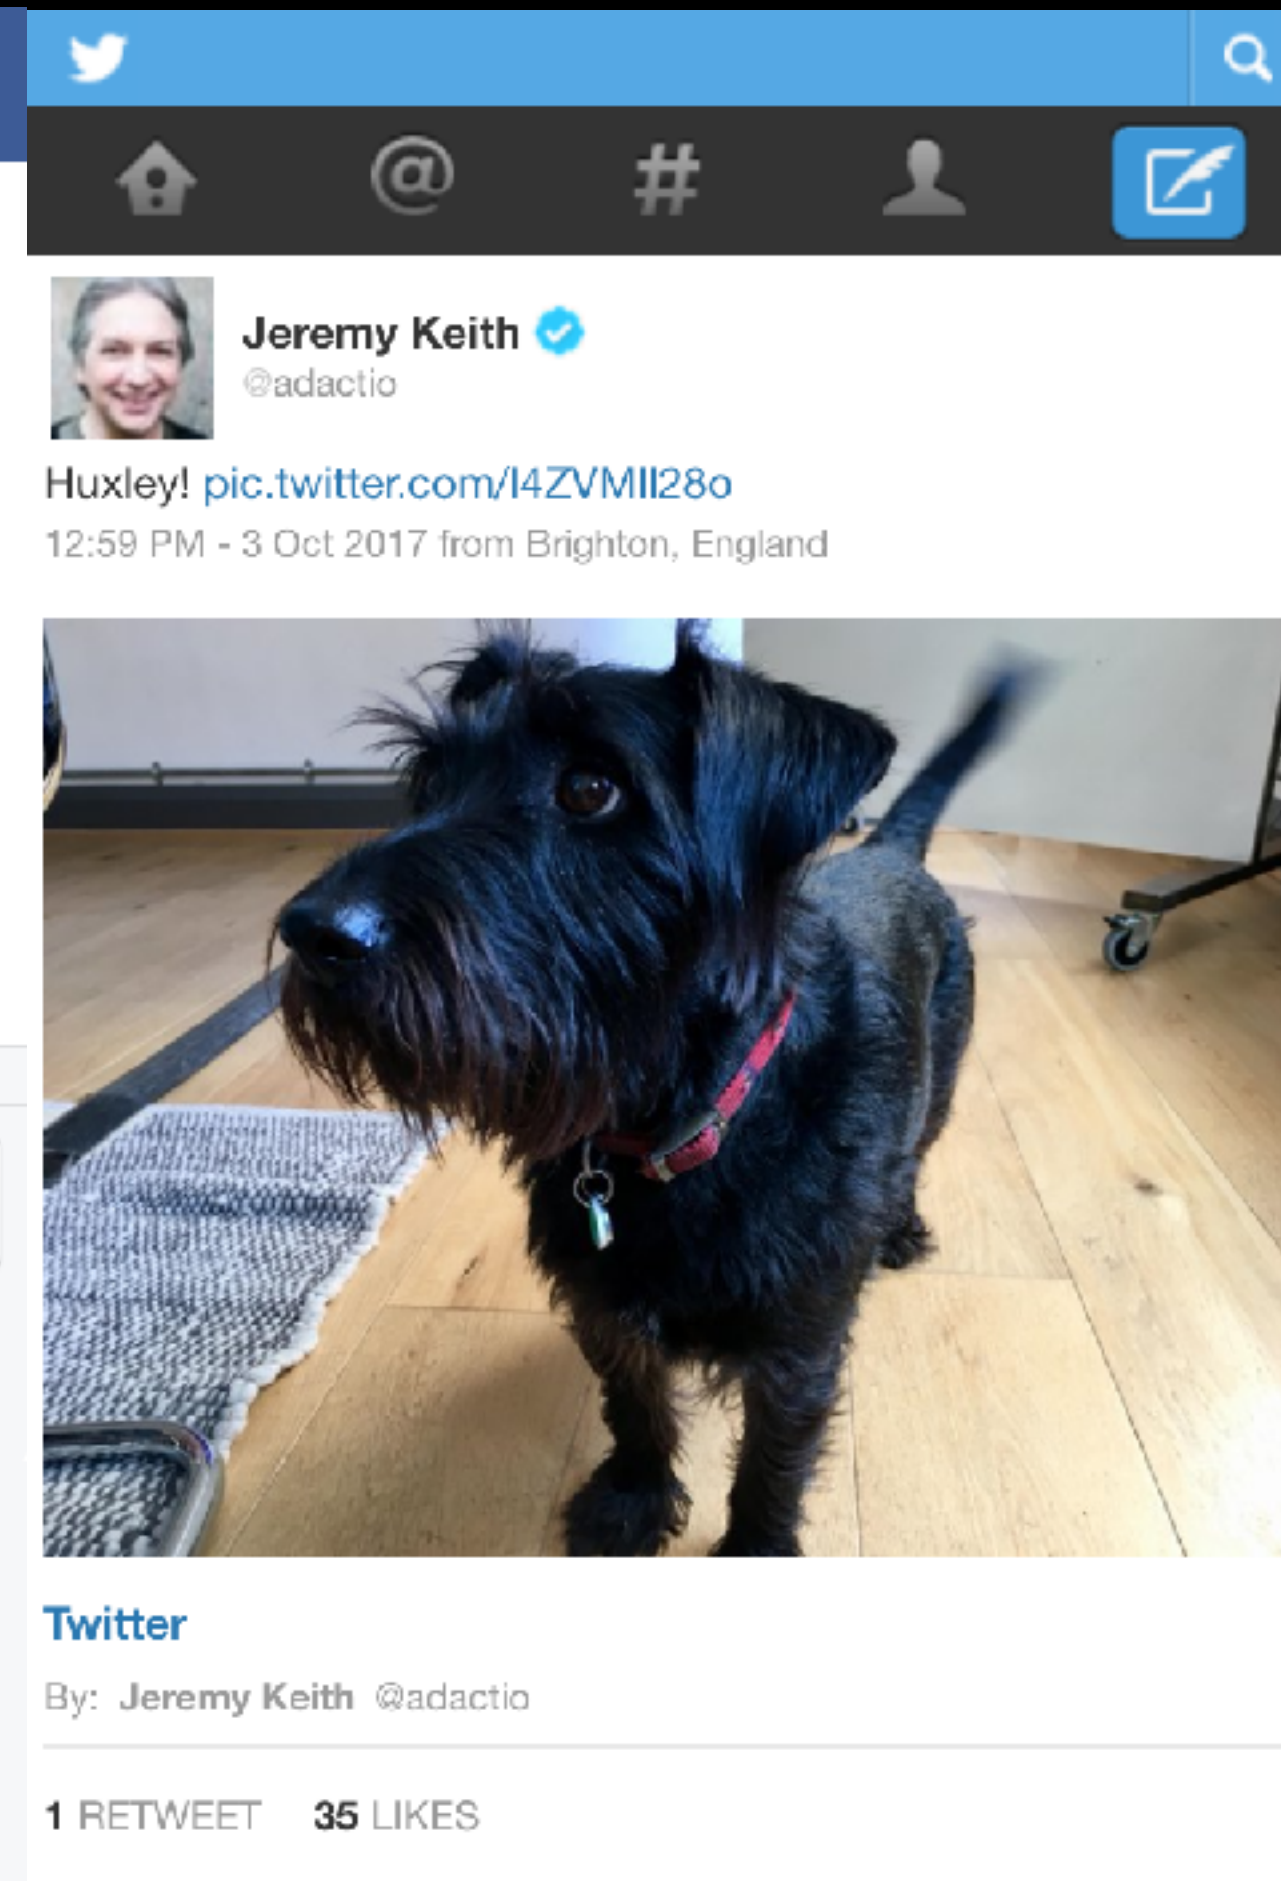 Jeremy Keith
@adactio
Huxley! pic.twitter.com/I4ZVMII28o
12:59 PM - 3 Oct 2017 from Brighton, England
Twitter
By: Jeremy Keith @adactio
1 RETWEET 35 LIKES